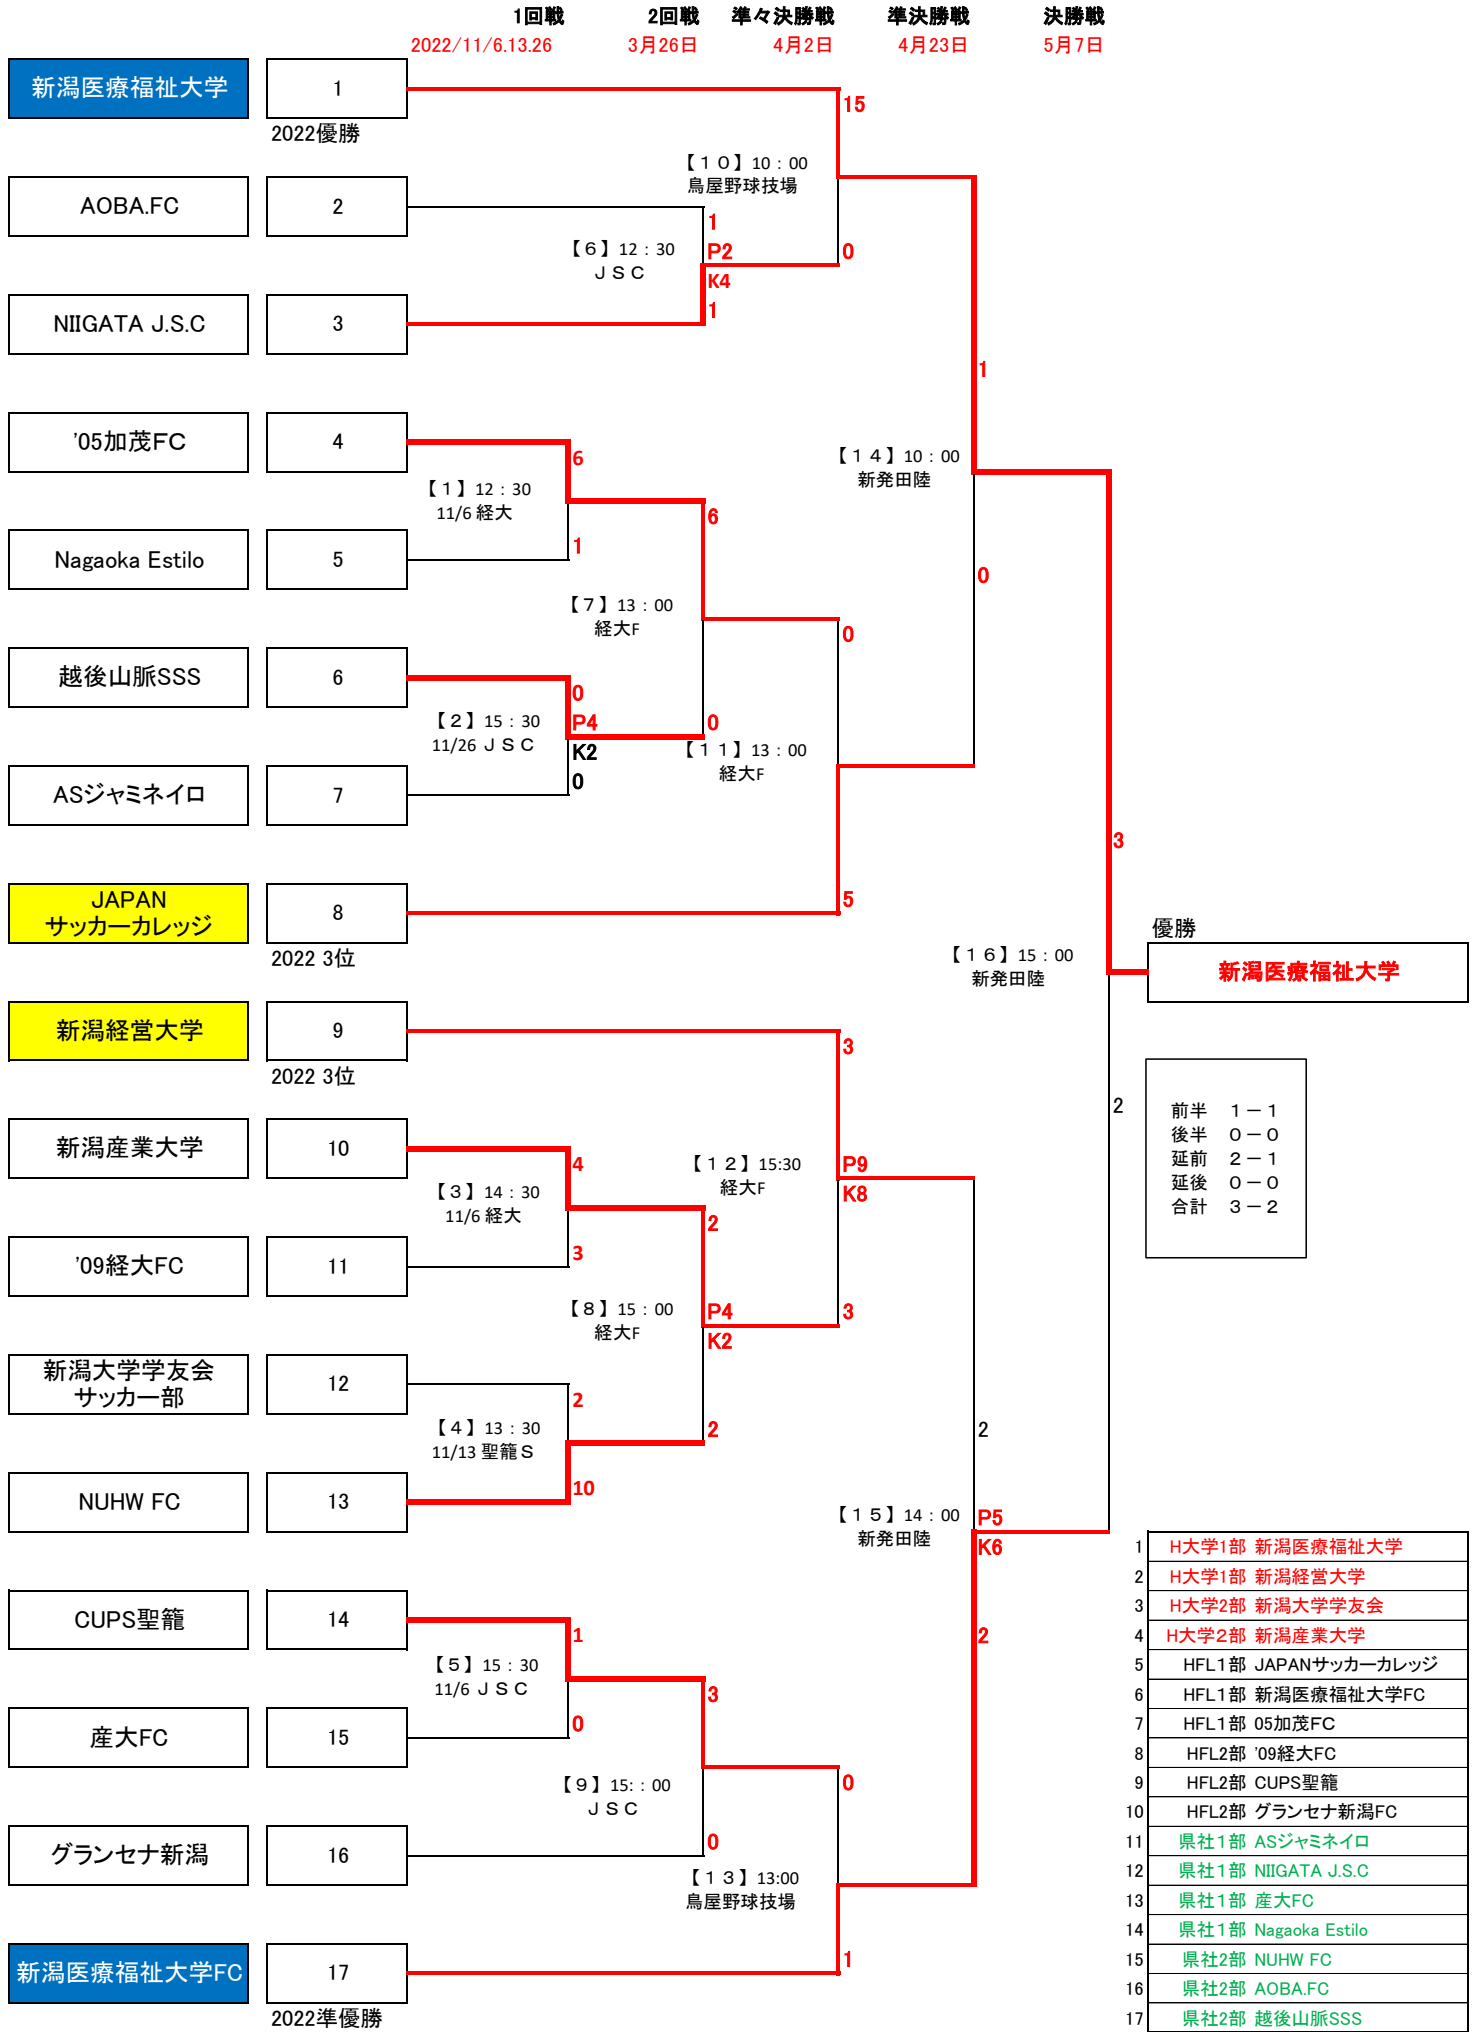 1回戦 2回戦 準々決勝戦 準決勝戦 決勝戦
2022/11/6.13.26 3月26日 4月2日 4月23日 5月7日
新潟医療福祉大学 1
15
2022優勝
【１０】10：00
鳥屋野球技場
AOBA.FC 2
1
【６】12：30 P2 0
ＪＳＣ
K4
1
NIIGATA J.S.C 3
1
'05加茂FC 4
6
【１４】10：00
新発田陸
【１】12：30
11/6 経大
6
1
Nagaoka Estilo 5
0
【７】13：00
経大F
0
越後山脈SSS 6
0
【２】15：30 P4 0
11/26 ＪＳＣ K2
【１１】13：00
経大F
0
ASジャミネイロ 7
3
JAPAN
サッカーカレッジ
8
5
2022 3位
優勝
【１６】15：00
新発田陸
新潟医療福祉大学
新潟経営大学 9
3
2022 3位
2
前半 １－１
後半 ０－０
延前 ２－１
延後 ０－０
合計 ３－２
新潟産業大学 10
4
【１２】15:30 P9
経大F K8
【３】14：30
11/6 経大
2
3
'09経大FC 11
【８】15：00 P4 3
経大F K2
新潟大学学友会
サッカー部
12
2
【４】13：30
11/13 聖籠Ｓ
2
2
10
NUHW FC 13
【１５】14：00 P5
新発田陸 K6
CUPS聖籠 14
1
2
【５】15：30
11/6 ＪＳＣ
3
0
産大FC 15
【９】15:：00
ＪＳＣ
0
0
グランセナ新潟 16
【１３】13:00
鳥屋野球技場
1
新潟医療福祉大学FC 17
2022準優勝
1 H大学1部 新潟医療福祉大学
2 H大学1部 新潟経営大学
3 H大学2部 新潟大学学友会
4 H大学２部 新潟産業大学
5 HFL１部 JAPANサッカーカレッジ
6 HFL１部 新潟医療福祉大学FC
7 HFL１部 05加茂FC
8 HFL2部 '09経大FC
9 HFL2部 CUPS聖籠
10 HFL2部 グランセナ新潟FC
11 県社１部 ASジャミネイロ
12 県社１部 NIIGATA J.S.C
13 県社１部 産大FC
14 県社１部 Nagaoka Estilo
15 県社2部 NUHW FC
16 県社2部 AOBA.FC
17 県社2部 越後山脈SSS